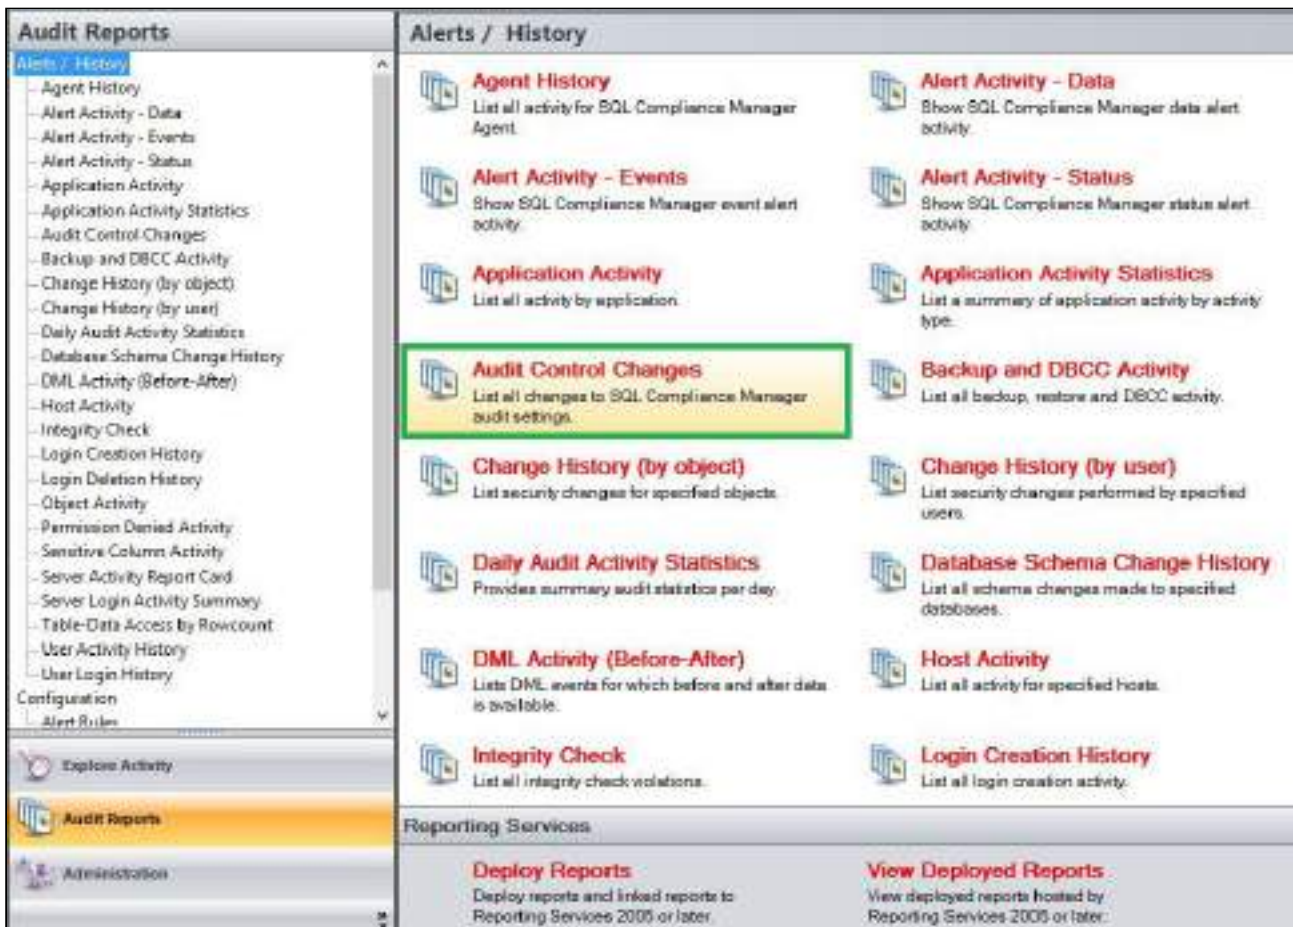 Audit Reports
Alerts / History
Agent History
Alert Activity - Data
Alert Activity - Events
Alert Activity - Status
Application Activity
Application Activity Statistics
Audit Control Changes
Backup and DBCC Activity
Change History (by object)
Change History (by user)
Daily Audit Activity Statistics
Database Schema Change History
DML Activity (Before-After)
Host Activity
Integrity Check
Login Creation History
Login Deletion History
Object Activity
Permission Denied Activity
Sensitive Column Activity
Server Activity Report Card
Server Login Activity Summary
Table-Data Access by Rowcount
User Activity History
User Login History
Configuration
Alert Rules
Explore Activity
Audit Reports
Administration
Alerts / History
Agent History
List all activity for SQL Compliance Manager
Agent.
Alert Activity - Data
Show SQL Compliance Manager data alert
activity.
Alert Activity - Events
Show SQL Compliance Manager event alert
activity.
Alert Activity - Status
Show SQL Compliance Manager status alert
activity.
Application Activity
List all activity by application.
Application Activity Statistics
List a summary of application activity by activity
type.
Audit Control Changes
List all changes to SQL Compliance Manager
audit settings.
Backup and DBCC Activity
List all backup, restore and DBCC activity.
Change History (by object)
List security changes for specified objects.
Change History (by user)
List security changes performed by specified
users.
Daily Audit Activity Statistics
Provides summary audit statistics per day.
Database Schema Change History
List all schema changes made to specified
databases.
DML Activity (Before-After)
Lists DML events for which before and after data
is available.
Host Activity
List all activity for specified hosts.
Integrity Check
List all integrity check violations.
Login Creation History
List all login creation activity.
Reporting Services
Deploy Reports
Deploy reports and linked reports to
Reporting Services 2005 or later.
View Deployed Reports
View deployed reports hosted by
Reporting Services 2005 or later.